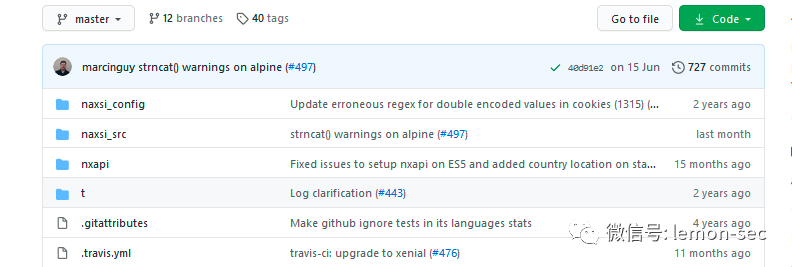 master 12 branches 40 tags Go to file Code
marcinguy strncat() warnings on alpine (#497) 40d91e2 on 15 Jun 727 commits
naxsi_config Update erroneous regex for double encoded values in cookies (1315) (... 2 years ago
naxsi_src strncat() warnings on alpine (#497) last month
nxapi Fixed issues to setup nxapi on ES5 and added country location on sta... 15 months ago
t Log clarification (#443) 2 years ago
.gitattributes Make github ignore tests in its languages stats 4 years ago
微信号: lemon-sec
.travis.yml travis-ci: upgrade to xenial (#476) 11 months ago